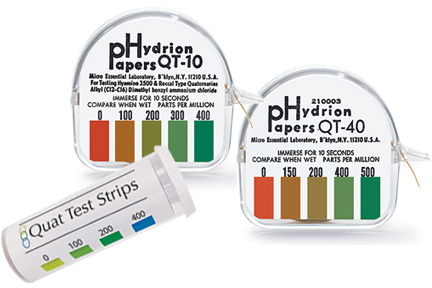 pHydrion
Papers QT-10
Micro Essential Laboratory, B'klyn, N.Y. 11210 U.S.A.
For Testing Hyamine 3500 & Roccal Type Quaternaries
Alkyl (C12-C16) Dimethyl benzyl ammonium chloride
IMMERSE FOR 10 SECONDS
COMPARE WHEN WET PARTS PER MILLION
0 100 200 300 400
210003
pHydrion
Papers QT-40
Micro Essential Laboratory, B'klyn, N.Y. 11210 U.S.A.
IMMERSE FOR 10 SECONDS
COMPARE WHEN WET PARTS PER MILLION
0 150 200 400 500
Quat Test Strips
0 100 200 400